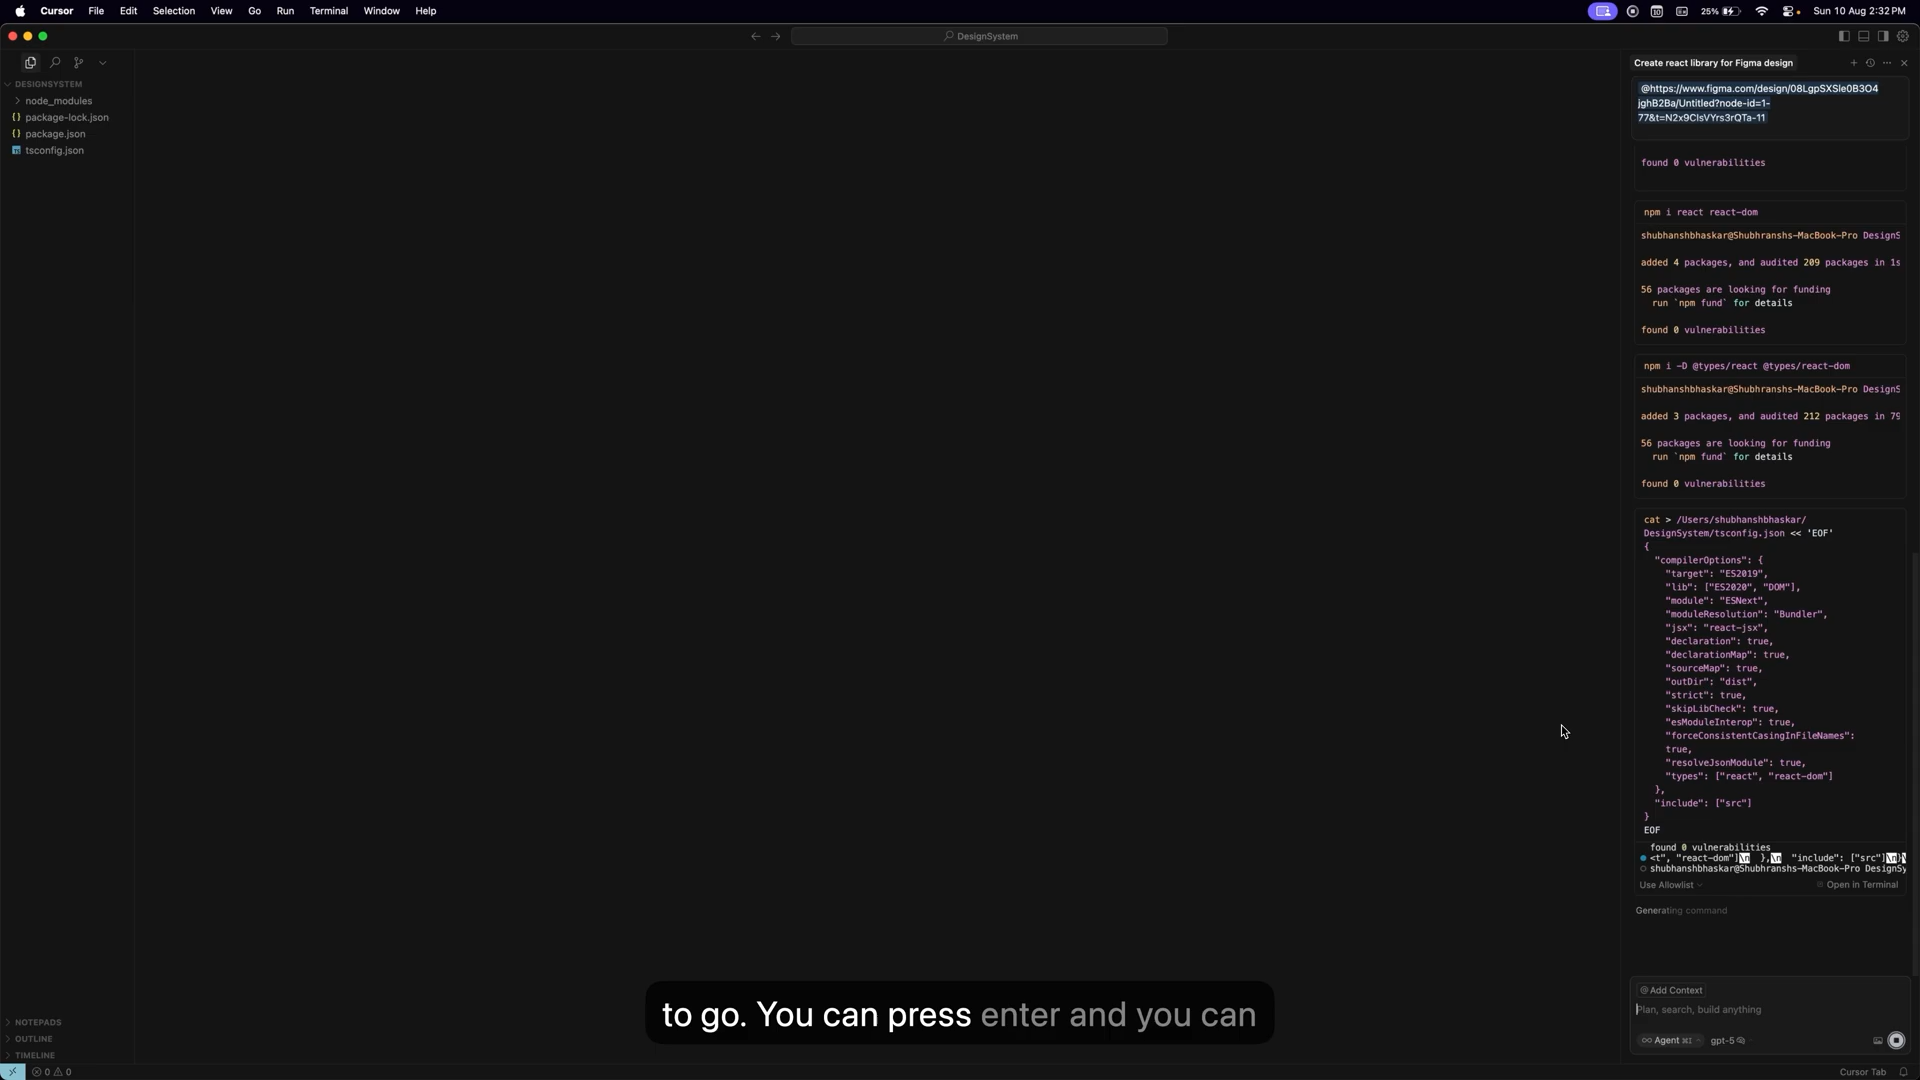 Cursor File Edit Selection View Go Run Terminal Window Help
25% Sun 10 Aug 2:32 PM
DesignSystem
DESIGNSYSTEM
node_modules
package-lock.json
package.json
tsconfig.json
NOTEPADS
OUTLINE
TIMELINE
0 0
Create react library for Figma design
@https://www.figma.com/design/08LgpSXSle0B3O4
jghB2Ba/Untitled?node-id=1-
77&t=N2x9CIsVYrs3rQTa-11
found 0 vulnerabilities
npm i react react-dom
shubhanshbhaskar@Shubhranshs-MacBook-Pro DesignS
added 4 packages, and audited 209 packages in 1s
56 packages are looking for funding
run `npm fund` for details
found 0 vulnerabilities
npm i -D @types/react @types/react-dom
shubhanshbhaskar@Shubhranshs-MacBook-Pro DesignS
added 3 packages, and audited 212 packages in 79
56 packages are looking for funding
run `npm fund` for details
found 0 vulnerabilities
cat > /Users/shubhanshbhaskar/
DesignSystem/tsconfig.json << 'EOF'
{
"compilerOptions": {
"target": "ES2019",
"lib": ["ES2020", "DOM"],
"module": "ESNext",
"moduleResolution": "Bundler",
"jsx": "react-jsx",
"declaration": true,
"declarationMap": true,
"sourceMap": true,
"outDir": "dist",
"strict": true,
"skipLibCheck": true,
"esModuleInterop": true,
"forceConsistentCasingInFileNames":
true,
"resolveJsonModule": true,
"types": ["react", "react-dom"]
},
"include": ["src"]
}
EOF
found 0 vulnerabilities
<t", "react-dom"]\n },\n "include": ["src"]\n}\
shubhanshbhaskar@Shubhranshs-MacBook-Pro DesignSy
Use Allowlist Open in Terminal
Generating command
@ Add Context
Plan, search, build anything
Agent ⌘I gpt-5
Cursor Tab
to go. You can press enter and you can